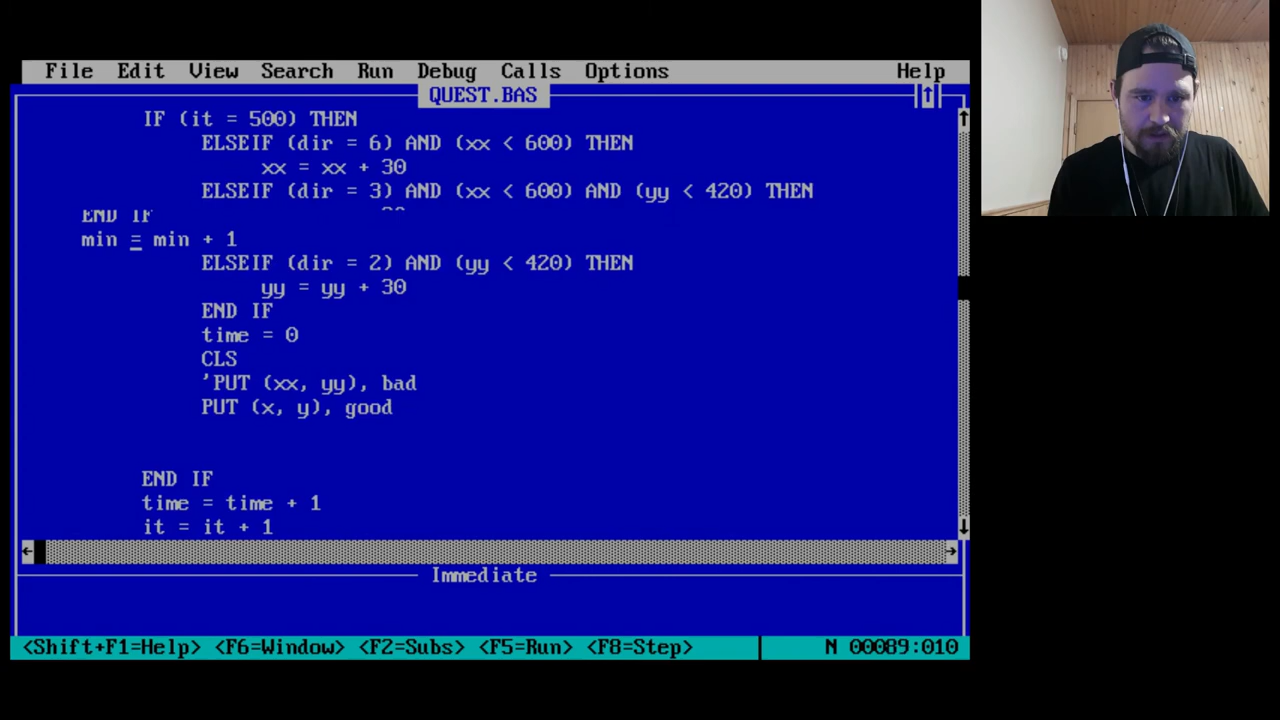 File Edit View Search Run Debug Calls Options Help
QUEST.BAS
IF (it = 500) THEN
ELSEIF (dir = 6) AND (xx < 600) THEN
xx = xx + 30
ELSEIF (dir = 3) AND (xx < 600) AND (yy < 420) THEN
END IF
min = min + 1
ELSEIF (dir = 2) AND (yy < 420) THEN
yy = yy + 30
END IF
time = 0
CLS
'PUT (xx, yy), bad
PUT (x, y), good
END IF
time = time + 1
it = it + 1
Immediate
<Shift+F1=Help> <F6=Window> <F2=Subs> <F5=Run> <F8=Step> N 00089:010